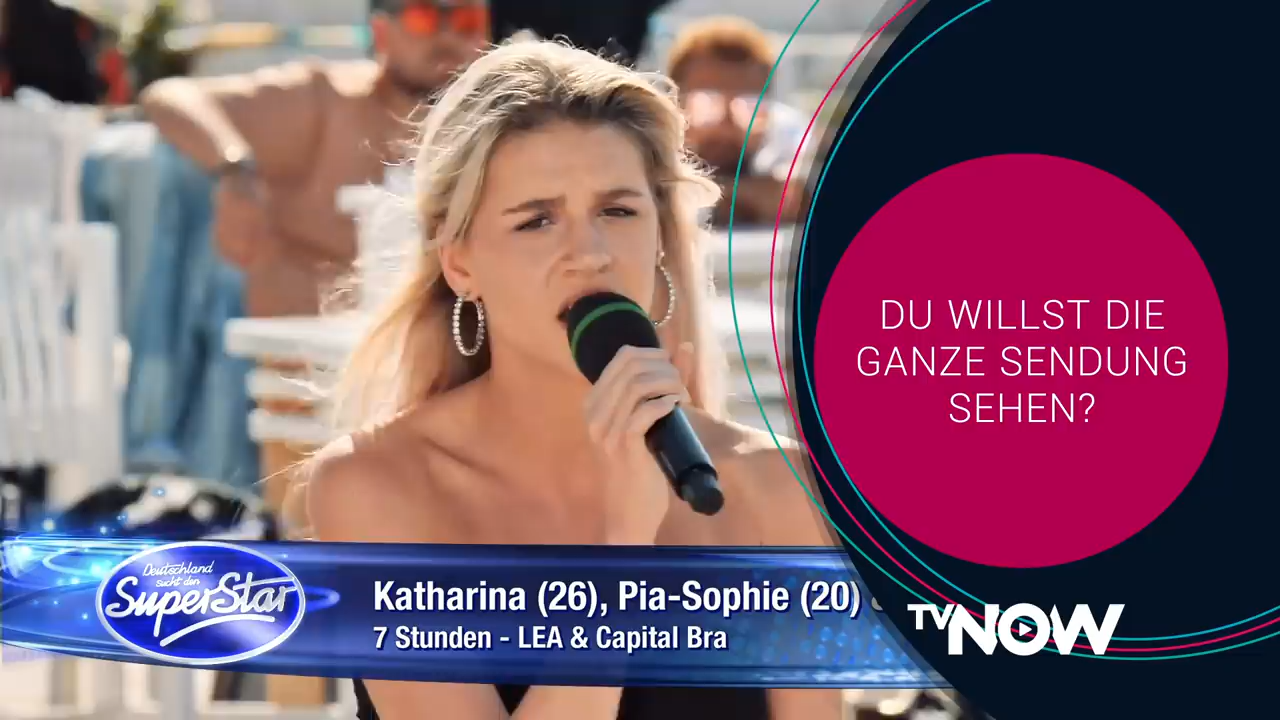 DU WILLST DIE
GANZE SENDUNG
SEHEN?
Deutschland
sucht den
SuperStar
Katharina (26), Pia-Sophie (20)
7 Stunden - LEA & Capital Bra
TVNOW